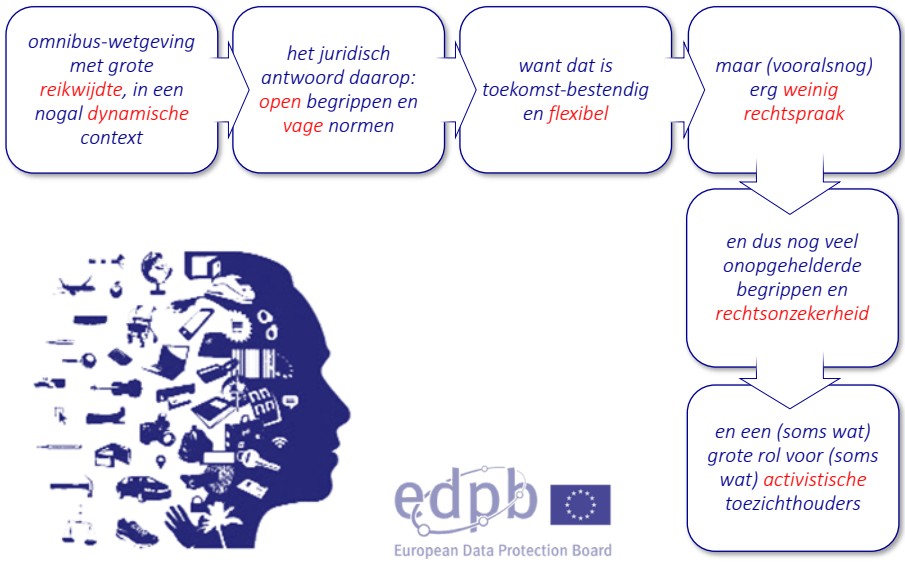 omnibus-wetgeving
met grote
reikwijdte, in een
nogal dynamische
context
het juridisch
antwoord daarop:
open begrippen en
vage normen
want dat is
toekomst-bestendig
en flexibel
maar (vooralsnog)
erg weinig
rechtspraak
en dus nog veel
onopgehelderde
begrippen en
rechtsonzekerheid
en een (soms wat)
grote rol voor (soms
wat) activistische
toezichthouders
edpb
European Data Protection Board